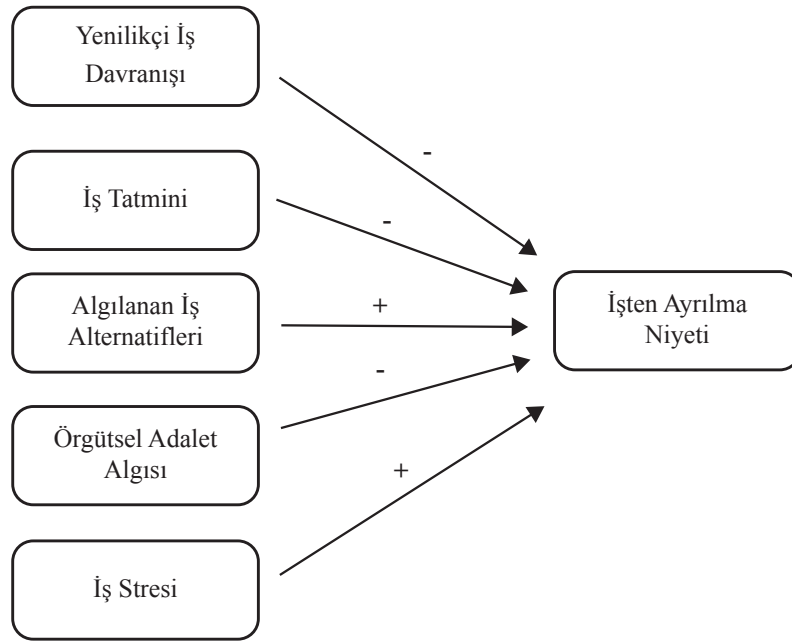 Yenilikçi İş
Davranışı
-
İş Tatmini
-
Algılanan İş
Alternatifleri
+
İşten Ayrılma
Niyeti
-
Örgütsel Adalet
Algısı
+
İş Stresi